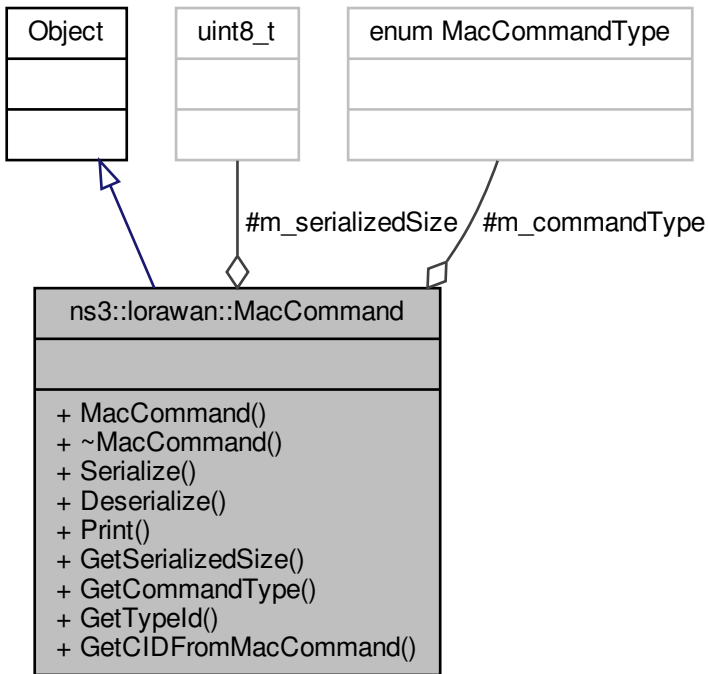 Object
uint8_t
enum MacCommandType
#m_serializedSize
#m_commandType
ns3::lorawan::MacCommand
+ MacCommand()
+ ~MacCommand()
+ Serialize()
+ Deserialize()
+ Print()
+ GetSerializedSize()
+ GetCommandType()
+ GetTypeId()
+ GetCIDFromMacCommand()